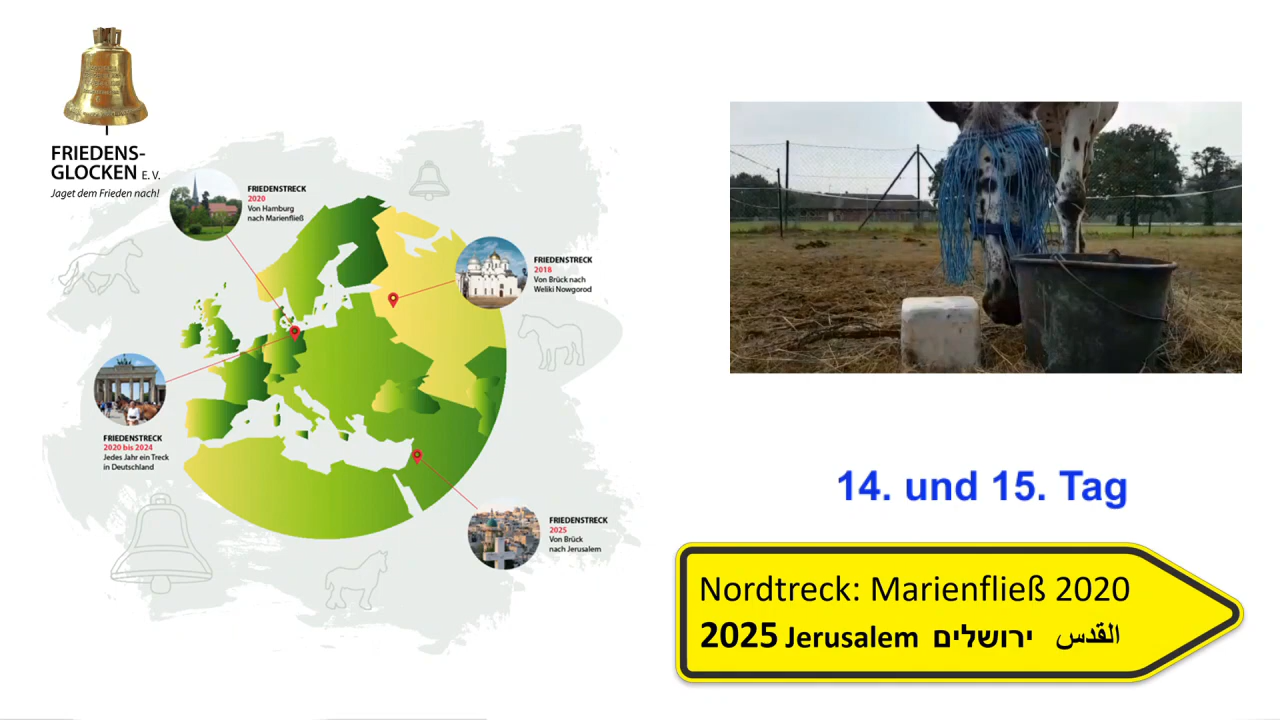 FRIEDENS-
GLOCKEN E. V.
Jaget dem Frieden nach!
FRIEDENSTRECK
2020
Von Hamburg
nach Marienfließ
FRIEDENSTRECK
2018
Von Brück nach
Weliki Nowgorod
FRIEDENSTRECK
2020 bis 2024
Jedes Jahr ein Treck
in Deutschland
FRIEDENSTRECK
2025
Von Brück
nach Jerusalem
14. und 15. Tag
Nordtreck: Marienfließ 2020
2025 Jerusalem ירושלים القدس